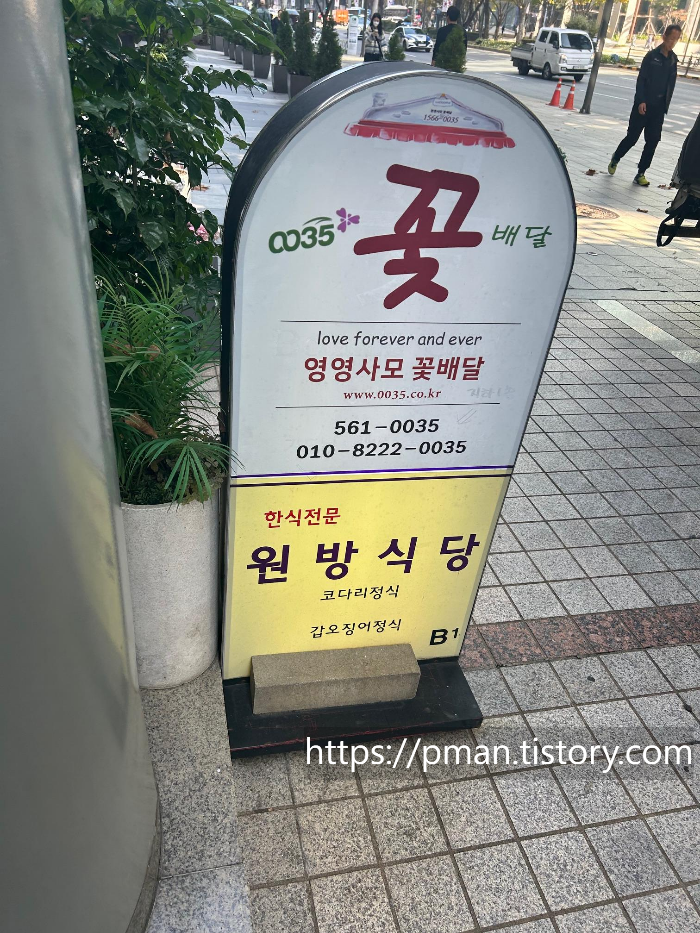 1566-0035
0035
꽃
배달
love forever and ever
영영사모 꽃배달
www.0035.co.kr
561-0035
010-8222-0035
한식전문
원방식당
코다리정식
갑오징어정식
B1
https://pman.tistory.com